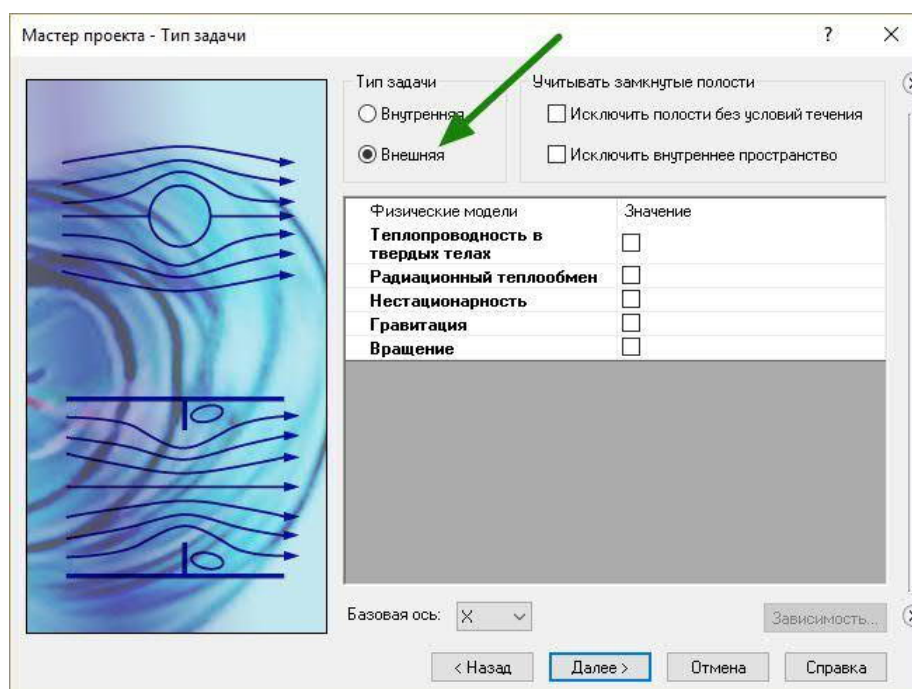 Мастер проекта - Тип задачи
?
Тип задачи
Внутренняя
Внешняя
Учитывать замкнутые полости
Исключить полости без условий течения
Исключить внутреннее пространство
Физические модели Значение
Теплопроводность в
твердых телах
Радиационный теплообмен
Нестационарность
Гравитация
Вращение
Базовая ось: X
Зависимость...
< Назад Далее > Отмена Справка